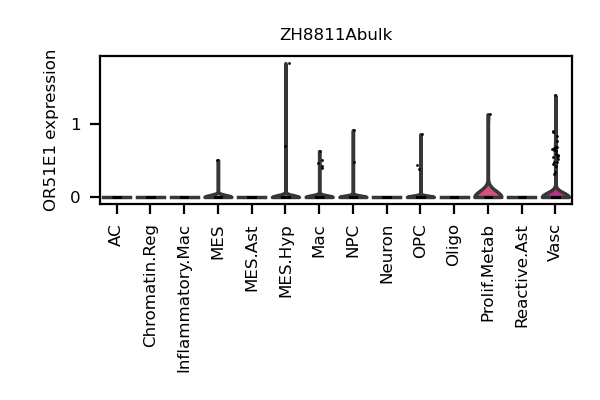 ZH8811Abulk
OR51E1 expression
1
0
AC
Chromatin.Reg
Inflammatory.Mac
MES
MES.Ast
MES.Hyp
Mac
NPC
Neuron
OPC
Oligo
Prolif.Metab
Reactive.Ast
Vasc